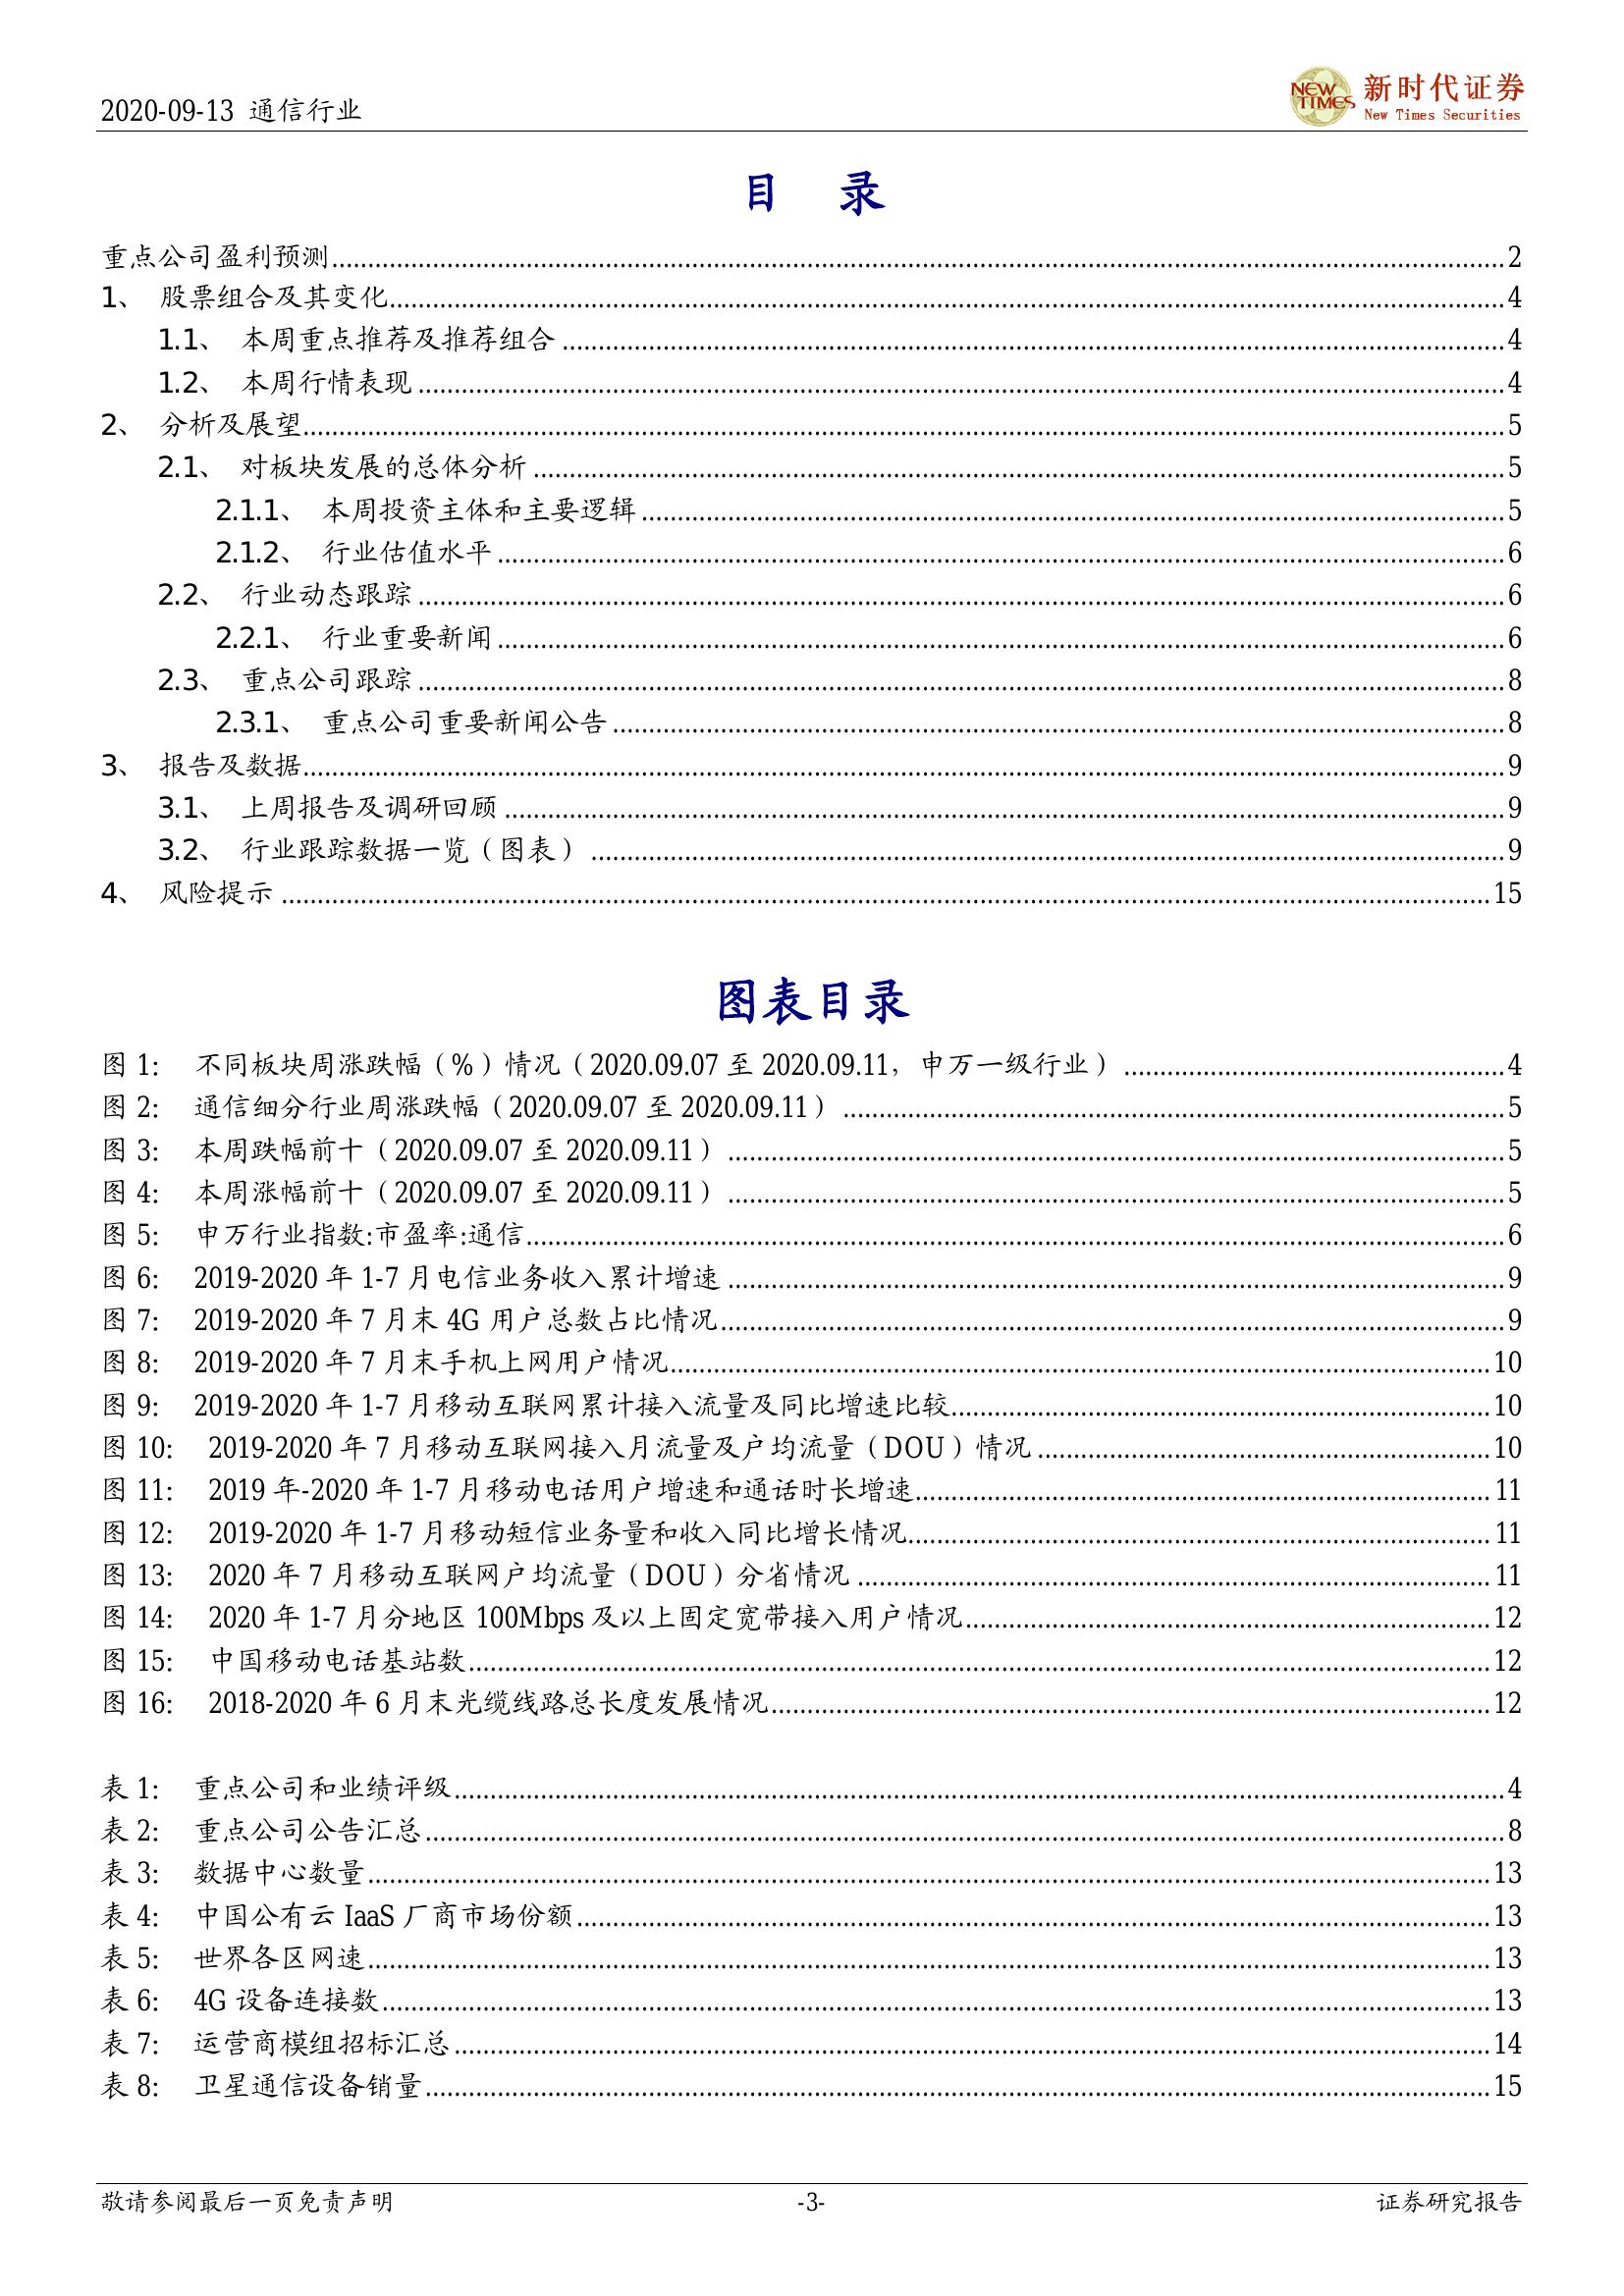 2020-09-13 通信行业
NEW TIMES 新时代证券
New Times Securities
目 录
重点公司盈利预测 2
1、 股票组合及其变化 4
1.1、 本周重点推荐及推荐组合 4
1.2、 本周行情表现 4
2、 分析及展望 5
2.1、 对板块发展的总体分析 5
2.1.1、 本周投资主体和主要逻辑 5
2.1.2、 行业估值水平 6
2.2、 行业动态跟踪 6
2.2.1、 行业重要新闻 6
2.3、 重点公司跟踪 8
2.3.1、 重点公司重要新闻公告 8
3、 报告及数据 9
3.1、 上周报告及调研回顾 9
3.2、 行业跟踪数据一览（图表） 9
4、 风险提示 15
图表目录
图 1: 不同板块周涨跌幅（%）情况（2020.09.07 至 2020.09.11，申万一级行业） 4
图 2: 通信细分行业周涨跌幅（2020.09.07 至 2020.09.11） 5
图 3: 本周跌幅前十（2020.09.07 至 2020.09.11） 5
图 4: 本周涨幅前十（2020.09.07 至 2020.09.11） 5
图 5: 申万行业指数:市盈率:通信 6
图 6: 2019-2020 年 1-7 月电信业务收入累计增速 9
图 7: 2019-2020 年 7 月末 4G 用户总数占比情况 9
图 8: 2019-2020 年 7 月末手机上网用户情况 10
图 9: 2019-2020 年 1-7 月移动互联网累计接入流量及同比增速比较 10
图 10: 2019-2020 年 7 月移动互联网接入月流量及户均流量（DOU）情况 10
图 11: 2019 年-2020 年 1-7 月移动电话用户增速和通话时长增速 11
图 12: 2019-2020 年 1-7 月移动短信业务量和收入同比增长情况 11
图 13: 2020 年 7 月移动互联网户均流量（DOU）分省情况 11
图 14: 2020 年 1-7 月分地区 100Mbps 及以上固定宽带接入用户情况 12
图 15: 中国移动电话基站数 12
图 16: 2018-2020 年 6 月末光缆线路总长度发展情况 12
表 1: 重点公司和业绩评级 4
表 2: 重点公司公告汇总 8
表 3: 数据中心数量 13
表 4: 中国公有云 IaaS 厂商市场份额 13
表 5: 世界各区网速 13
表 6: 4G 设备连接数 13
表 7: 运营商模组招标汇总 14
表 8: 卫星通信设备销量 15
敬请参阅最后一页免责声明 -3- 证券研究报告